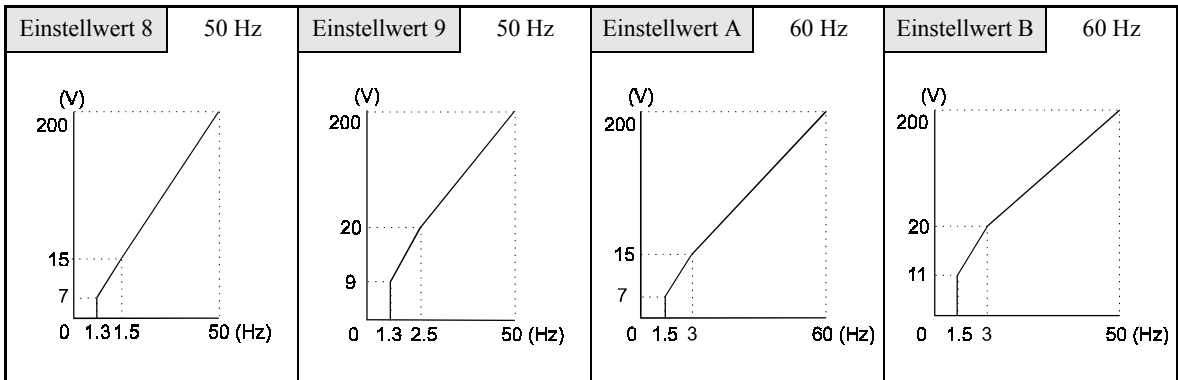 Einstellwert 8 50 Hz
(V)
200
15
7
0 1.3 1.5 50 (Hz)
Einstellwert 9 50 Hz
(V)
200
20
9
0 1.3 2.5 50 (Hz)
Einstellwert A 60 Hz
(V)
200
15
7
0 1.5 3 60 (Hz)
Einstellwert B 60 Hz
(V)
200
20
11
0 1.5 3 50 (Hz)